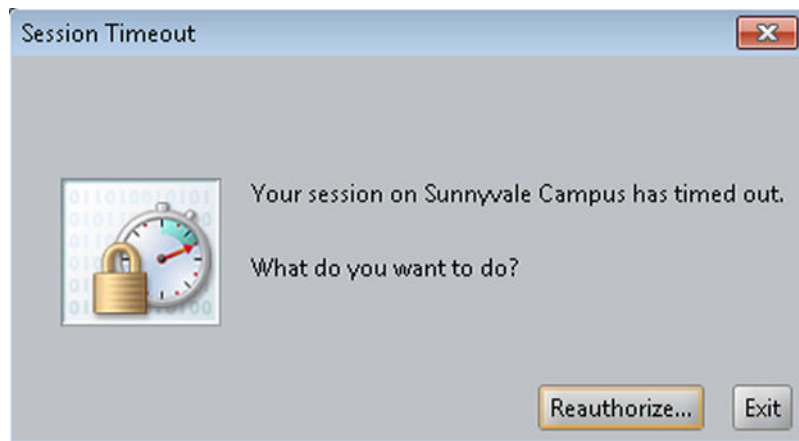 Session Timeout
Your session on Sunnyvale Campus has timed out.
What do you want to do?
Reauthorize... Exit